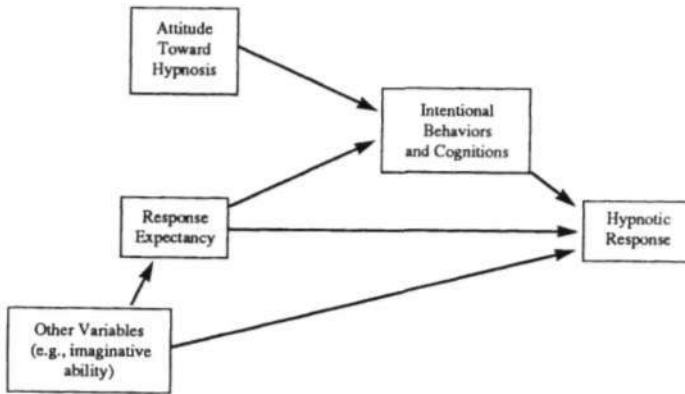 Attitude
Toward
Hypnosis
Intentional
Behaviors
and Cognitions
Response
Expectancy
Hypnotic
Response
Other Variables
(e.g., imaginative
ability)